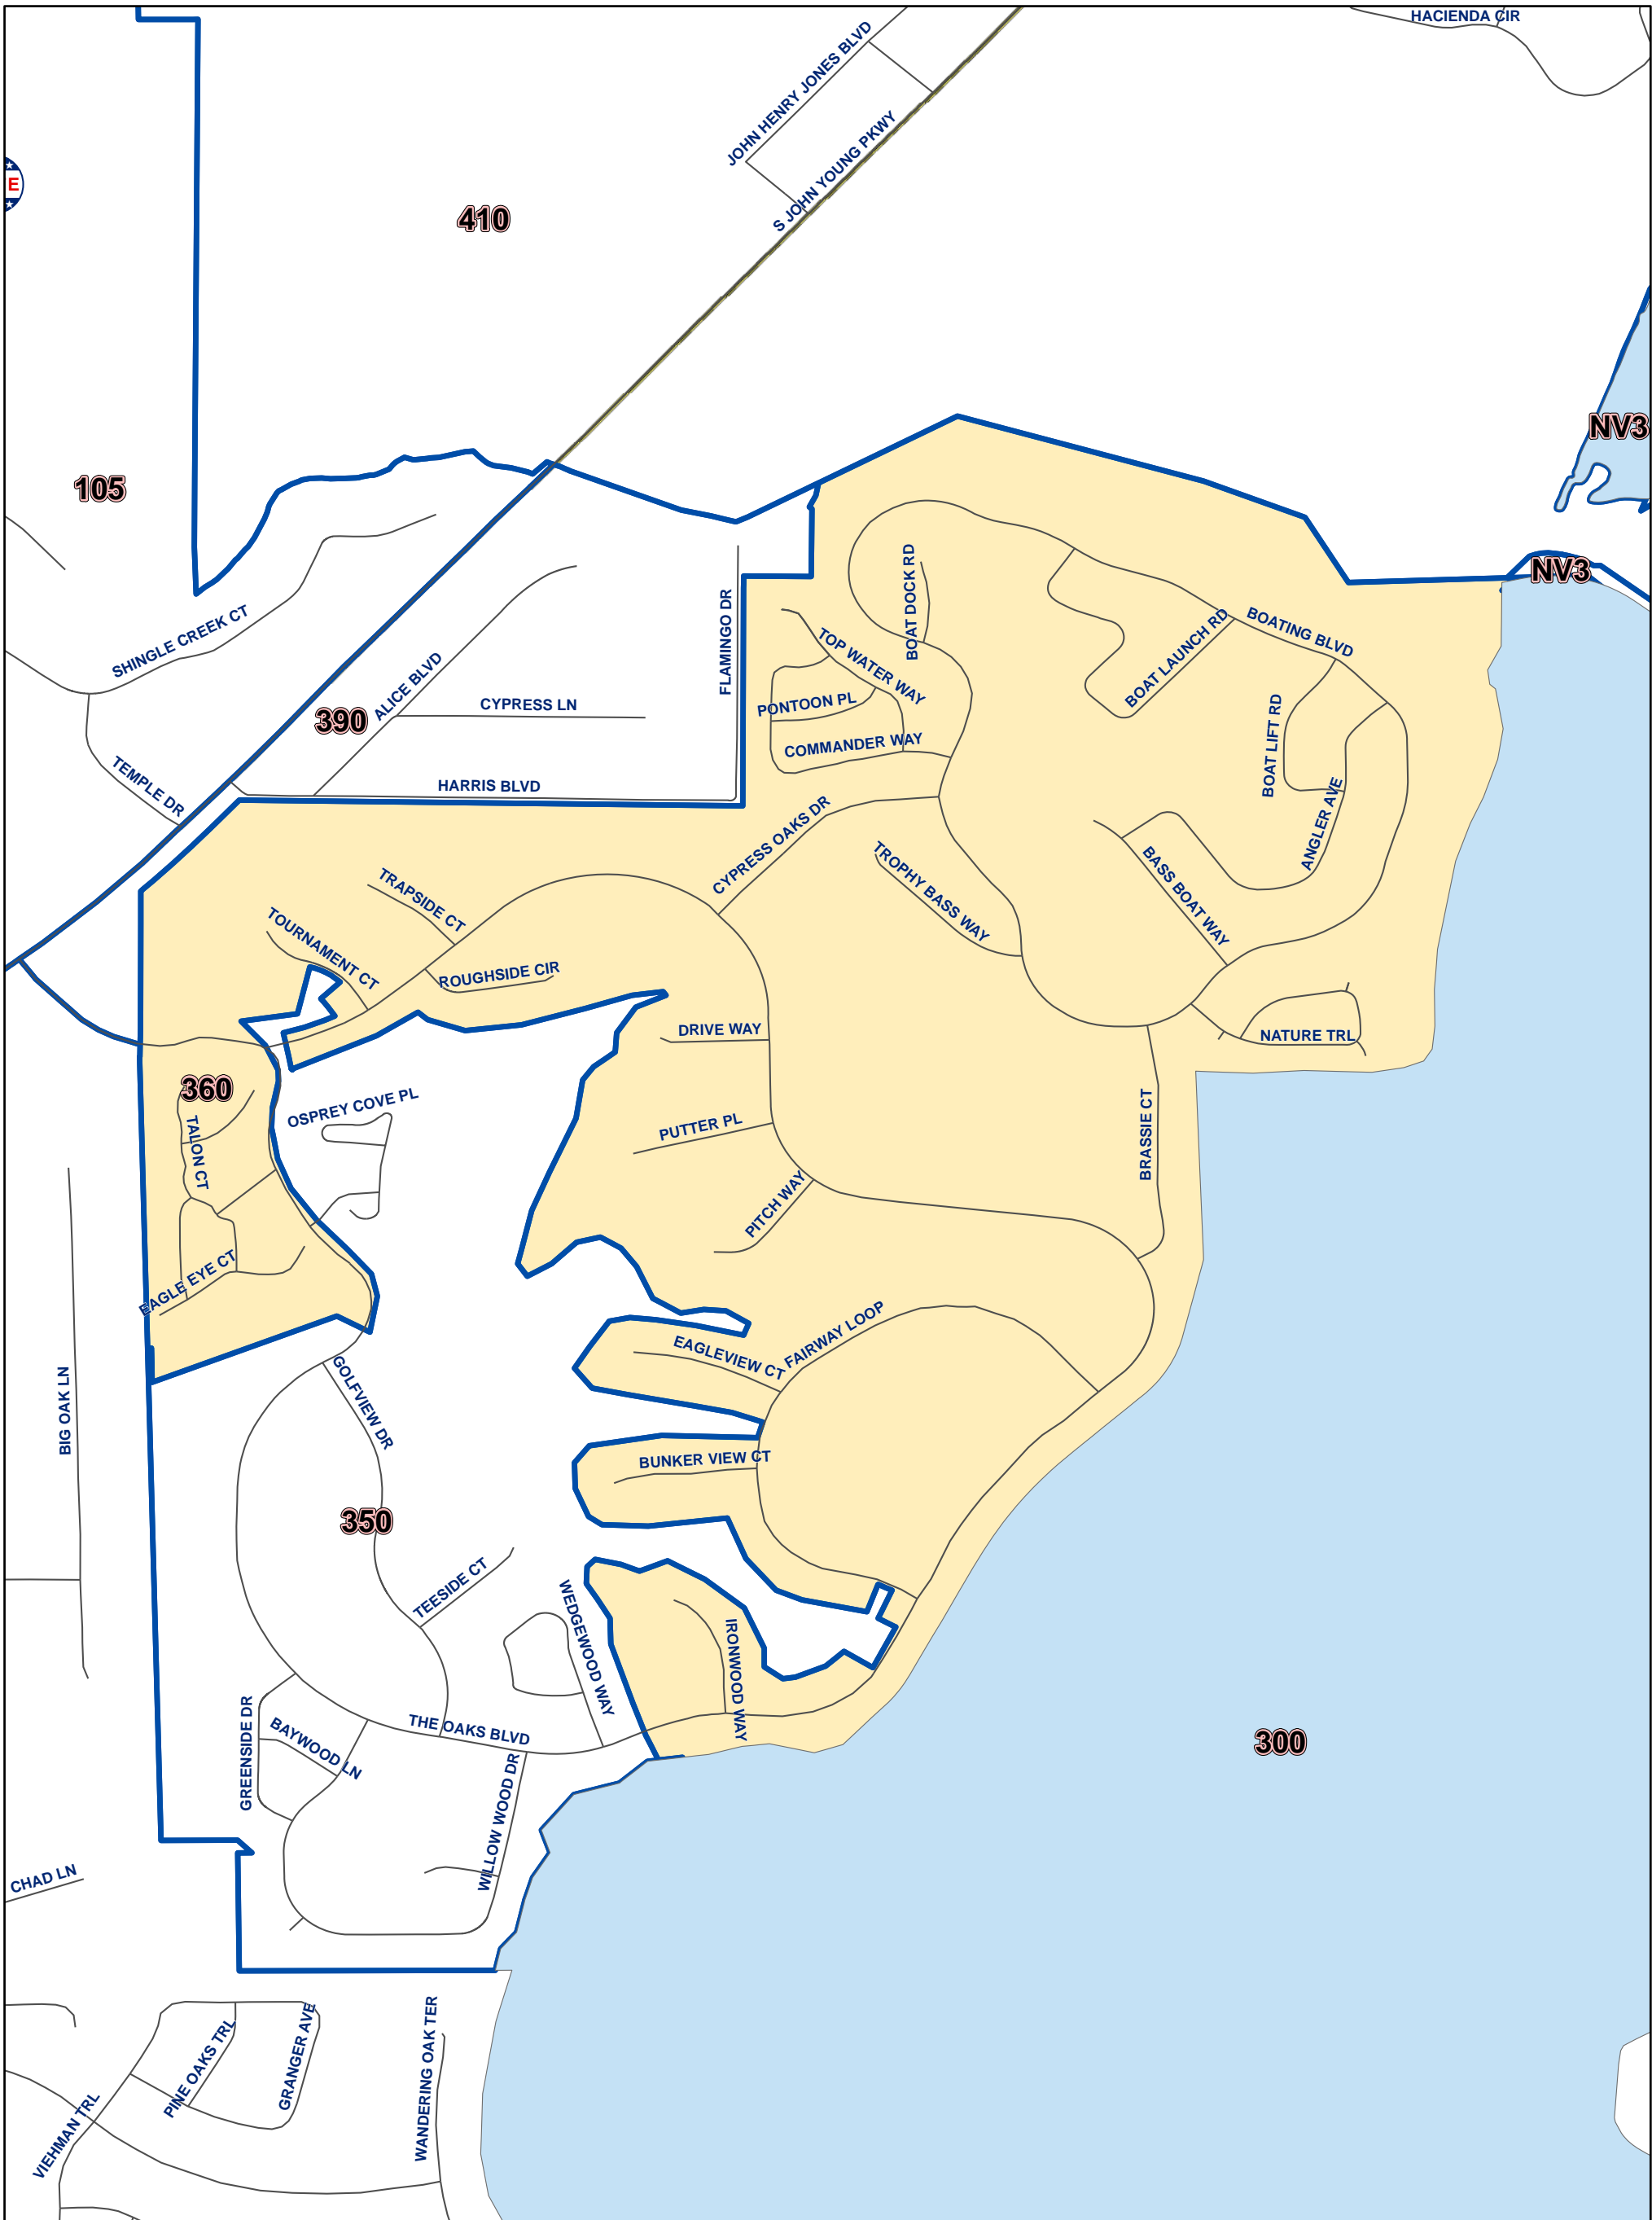 HACIENDA CIR
JOHN HENRY JONES BLVD
S JOHN YOUNG PKWY
E
410
NV3
105
NV3
SHINGLE CREEK CT
ALICE BLVD
FLAMINGO DR
BOAT DOCK RD
BOATING BLVD
TOP WATER WAY
BOAT LAUNCH RD
390
CYPRESS LN
PONTOON PL
COMMANDER WAY
BOAT LIFT RD
TEMPLE DR
HARRIS BLVD
ANGLER AVE
CYPRESS OAKS DR
TROPHY BASS WAY
BASS BOAT WAY
TRAPSIDE CT
TOURNAMENT CT
ROUGHSIDE CIR
DRIVE WAY
NATURE TRL
360
OSPREY COVE PL
TALON CT
PUTTER PL
BRASSIE CT
PITCH WAY
EAGLE EYE CT
FAIRWAY LOOP
EAGLEVIEW CT
BIG OAK LN
GOLFVIEW DR
BUNKER VIEW CT
350
TEESIDE CT
WEDGEWOOD WAY
IRONWOOD WAY
GREENSIDE DR
THE OAKS BLVD
BAYWOOD LN
300
WILLOW WOOD DR
CHAD LN
PINE OAKS TRL
GRANGER AVE
WANDERING OAK TER
VIEHMAN TRL